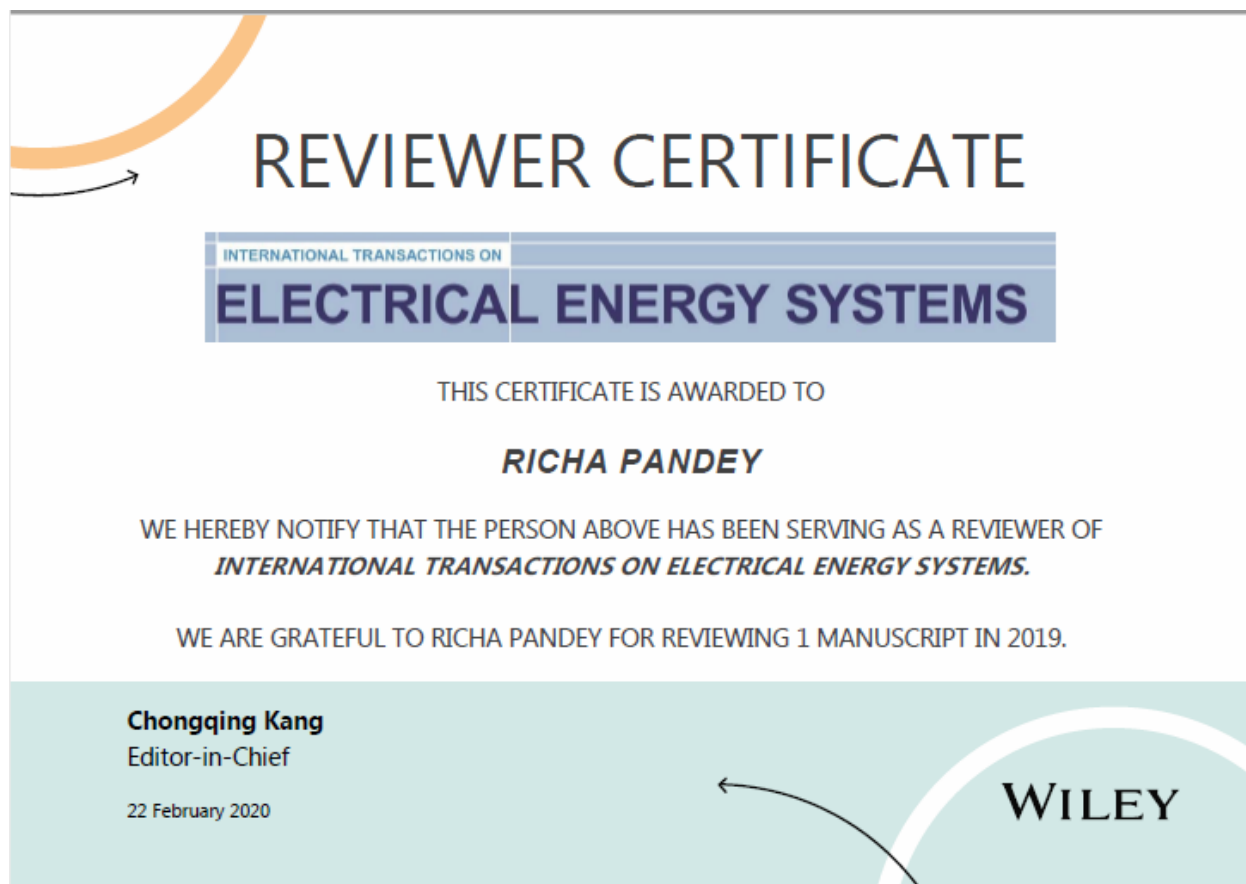 REVIEWER CERTIFICATE
INTERNATIONAL TRANSACTIONS ON
ELECTRICAL ENERGY SYSTEMS
THIS CERTIFICATE IS AWARDED TO
RICHA PANDEY
WE HEREBY NOTIFY THAT THE PERSON ABOVE HAS BEEN SERVING AS A REVIEWER OF
INTERNATIONAL TRANSACTIONS ON ELECTRICAL ENERGY SYSTEMS.
WE ARE GRATEFUL TO RICHA PANDEY FOR REVIEWING 1 MANUSCRIPT IN 2019.
Chongqing Kang
Editor-in-Chief
22 February 2020
WILEY